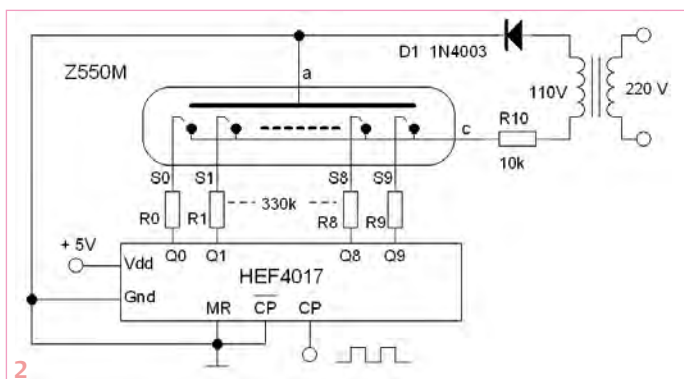 D1 1N4003
Z550M
a
110V
220 V
c
R10
10k
S0 S1 S8 S9
330k
R0 R1 R8 R9
+ 5V
Vdd Q0 Q1 Q8 Q9
HEF4017
Gnd
MR CP CP
2